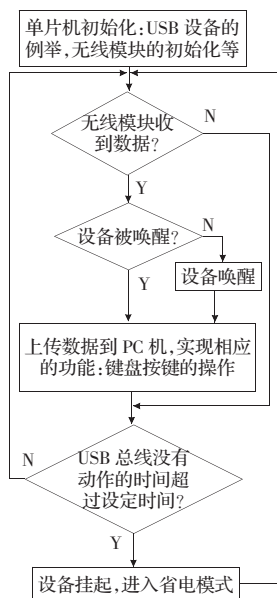 单片机初始化:USB 设备的
例举,无线模块的初始化等
无线模块收
到数据?
N
Y
设备被唤醒?
N
Y
设备唤醒
上传数据到 PC 机,实现相应
的功能:键盘按键的操作
N
USB 总线没有
动作的时间超
过设定时间?
Y
设备挂起,进入省电模式